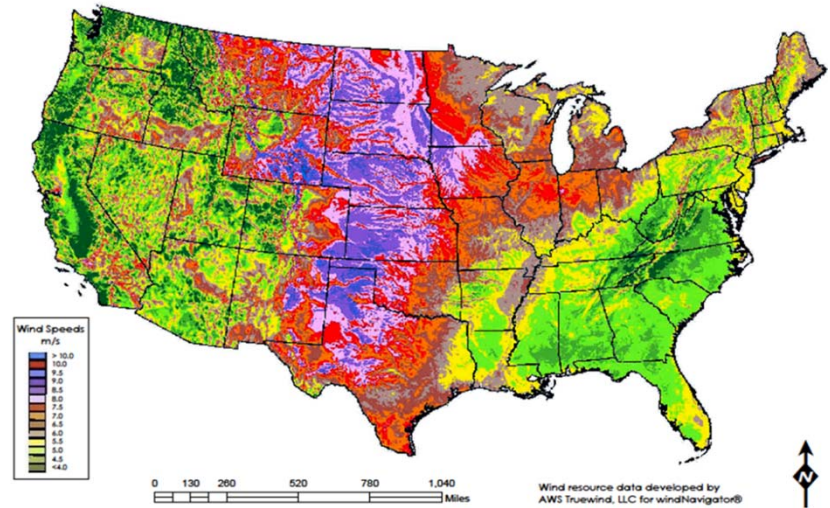 Wind Speeds
m/s
> 10.0
10.0
9.5
9.0
8.5
8.0
7.5
7.0
6.5
6.0
5.5
5.0
4.5
<4.0
0 130 260 520 780 1,040
Miles
Wind resource data developed by
AWS Truewind, LLC for windNavigator®
N